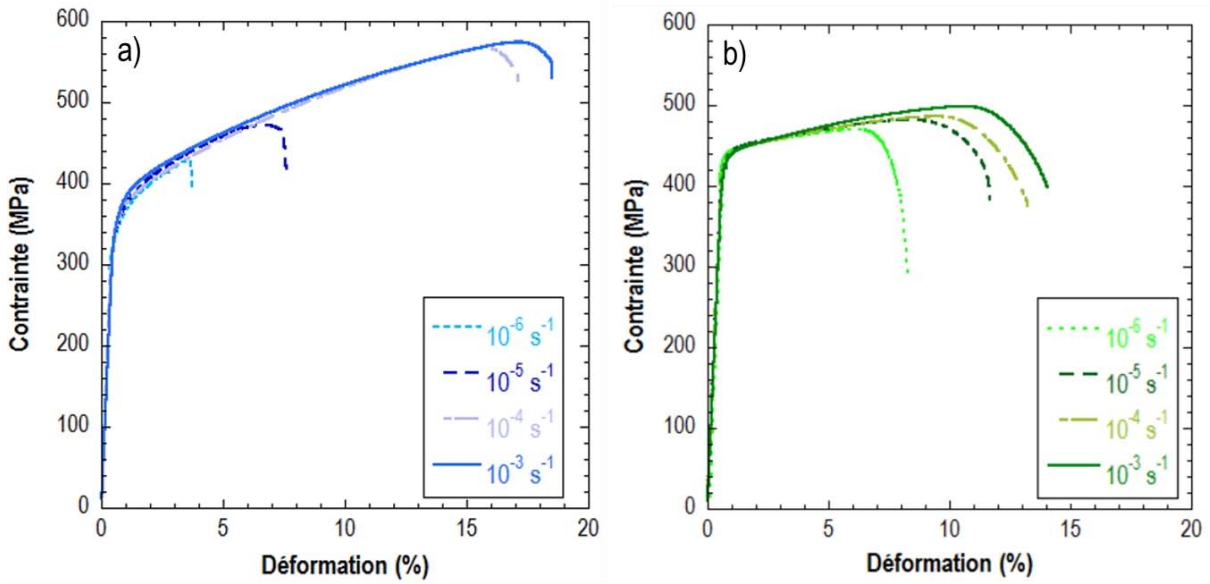 a)
Contrainte (MPa)
600
500
400
300
200
100
0
0 5 10 15 20
Déformation (%)
10⁻⁶ s⁻¹
10⁻⁵ s⁻¹
10⁻⁴ s⁻¹
10⁻³ s⁻¹
b)
Contrainte (MPa)
600
500
400
300
200
100
0
0 5 10 15 20
Déformation (%)
10⁻⁶ s⁻¹
10⁻⁵ s⁻¹
10⁻⁴ s⁻¹
10⁻³ s⁻¹